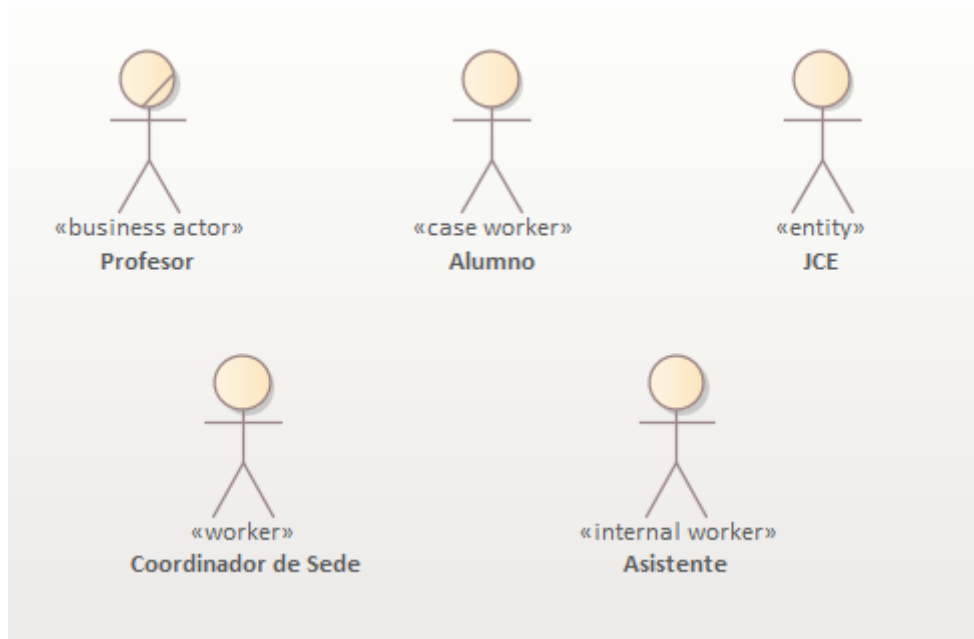 «business actor»
Profesor
«case worker»
Alumno
«entity»
JCE
«worker»
Coordinador de Sede
«internal worker»
Asistente